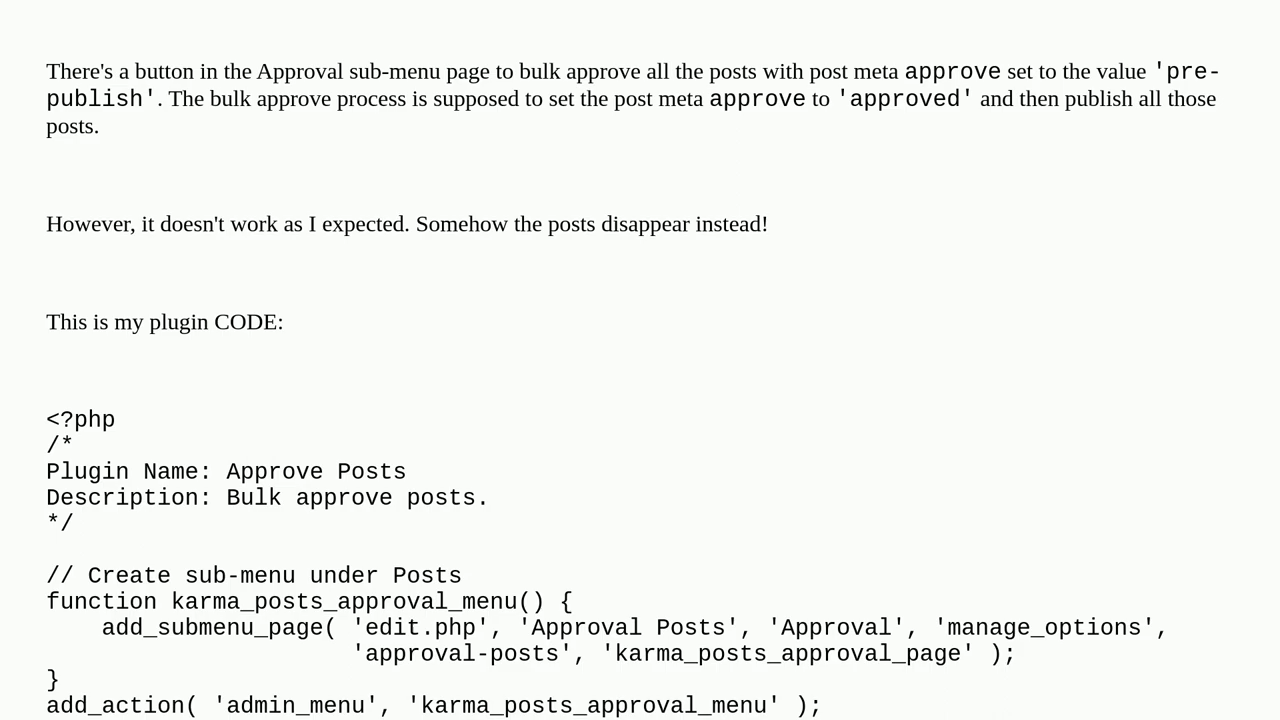 There's a button in the Approval sub-menu page to bulk approve all the posts with post meta approve set to the value 'pre-
publish'. The bulk approve process is supposed to set the post meta approve to 'approved' and then publish all those
posts.
However, it doesn't work as I expected. Somehow the posts disappear instead!
This is my plugin CODE:
<?php
/*
Plugin Name: Approve Posts
Description: Bulk approve posts.
*/
// Create sub-menu under Posts
function karma_posts_approval_menu() {
    add_submenu_page( 'edit.php', 'Approval Posts', 'Approval', 'manage_options',
                      'approval-posts', 'karma_posts_approval_page' );
}
add_action( 'admin_menu', 'karma_posts_approval_menu' );